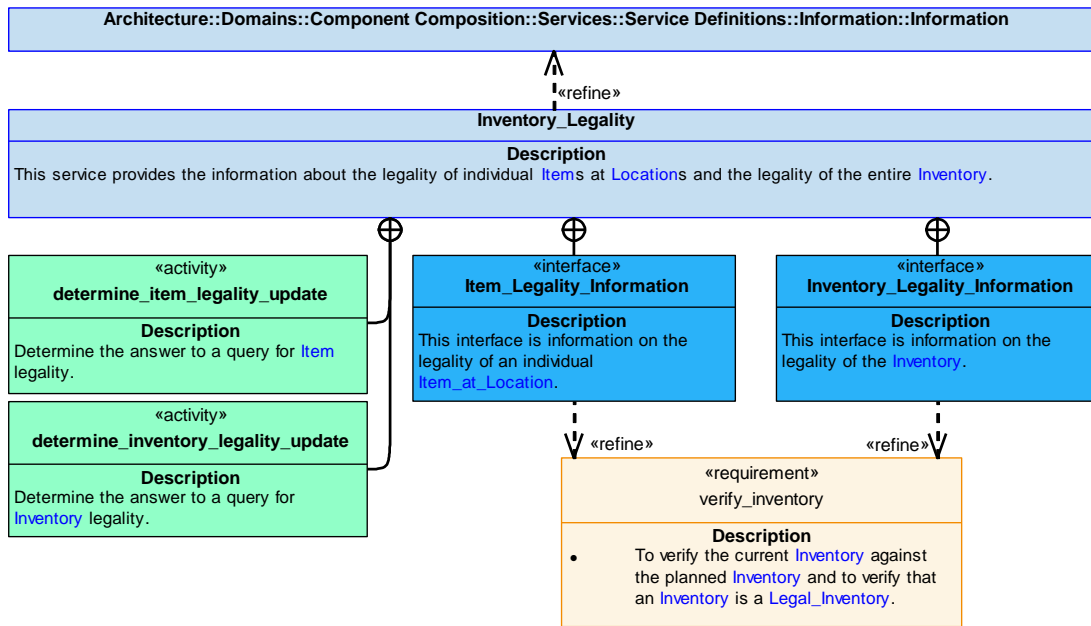 Architecture::Domains::Component Composition::Services::Service Definitions::Information::Information
«refine»
Inventory_Legality
Description
This service provides the information about the legality of individual Items at Locations and the legality of the entire Inventory.
«activity»
determine_item_legality_update
Description
Determine the answer to a query for Item
legality.
«interface»
Item_Legality_Information
Description
This interface is information on the
legality of an individual
Item_at_Location.
«interface»
Inventory_Legality_Information
Description
This interface is information on the
legality of the Inventory.
«activity»
determine_inventory_legality_update
Description
Determine the answer to a query for
Inventory legality.
«refine»
«refine»
«requirement»
verify_inventory
Description
• To verify the current Inventory against
the planned Inventory and to verify that
an Inventory is a Legal_Inventory.